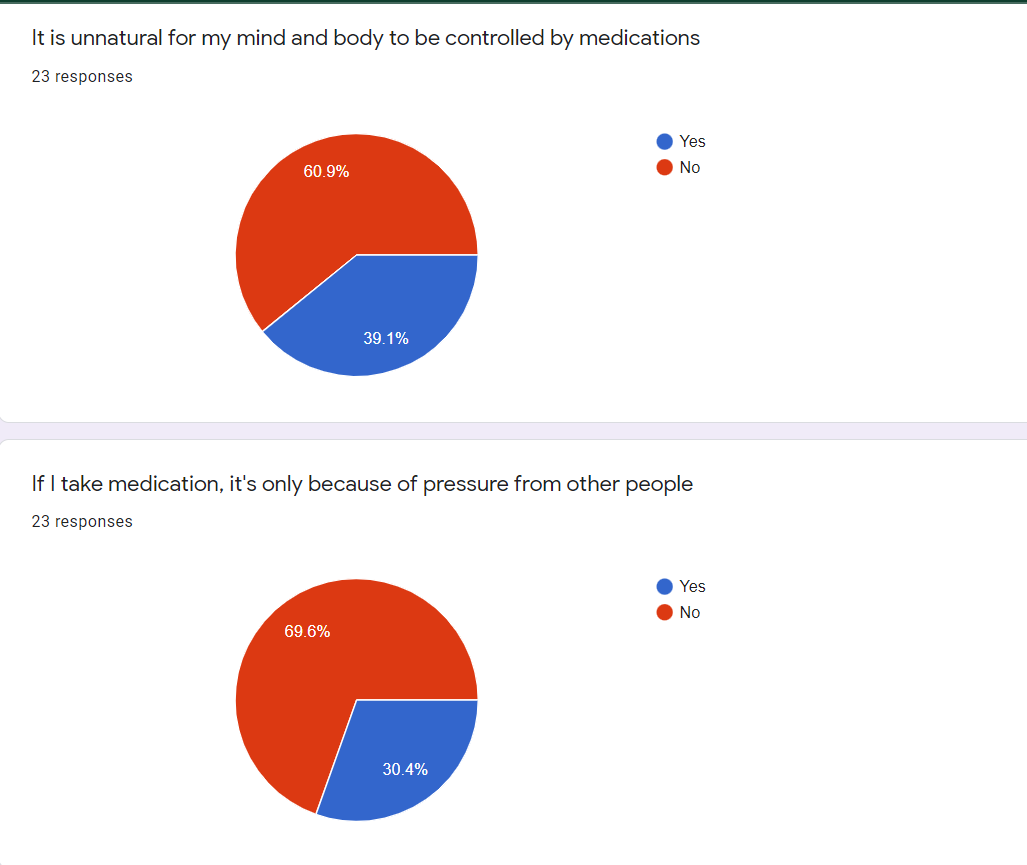 It is unnatural for my mind and body to be controlled by medications
23 responses
Yes
No
60.9%
39.1%
If I take medication, it's only because of pressure from other people
23 responses
Yes
No
69.6%
30.4%